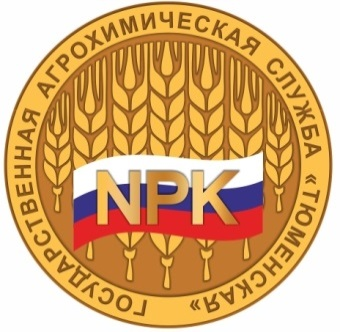 ГОСУДАРСТВЕННАЯ АГРОХИМИЧЕСКАЯ СЛУЖБА «ТЮМЕНСКАЯ»
NPK